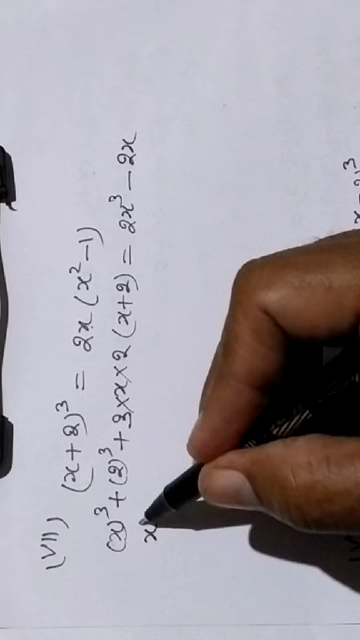 (VII) (x+2)³ = 2x(x²-1)
(x)³+(2)³+3×x×2(x+2) = 2x³-2x
x